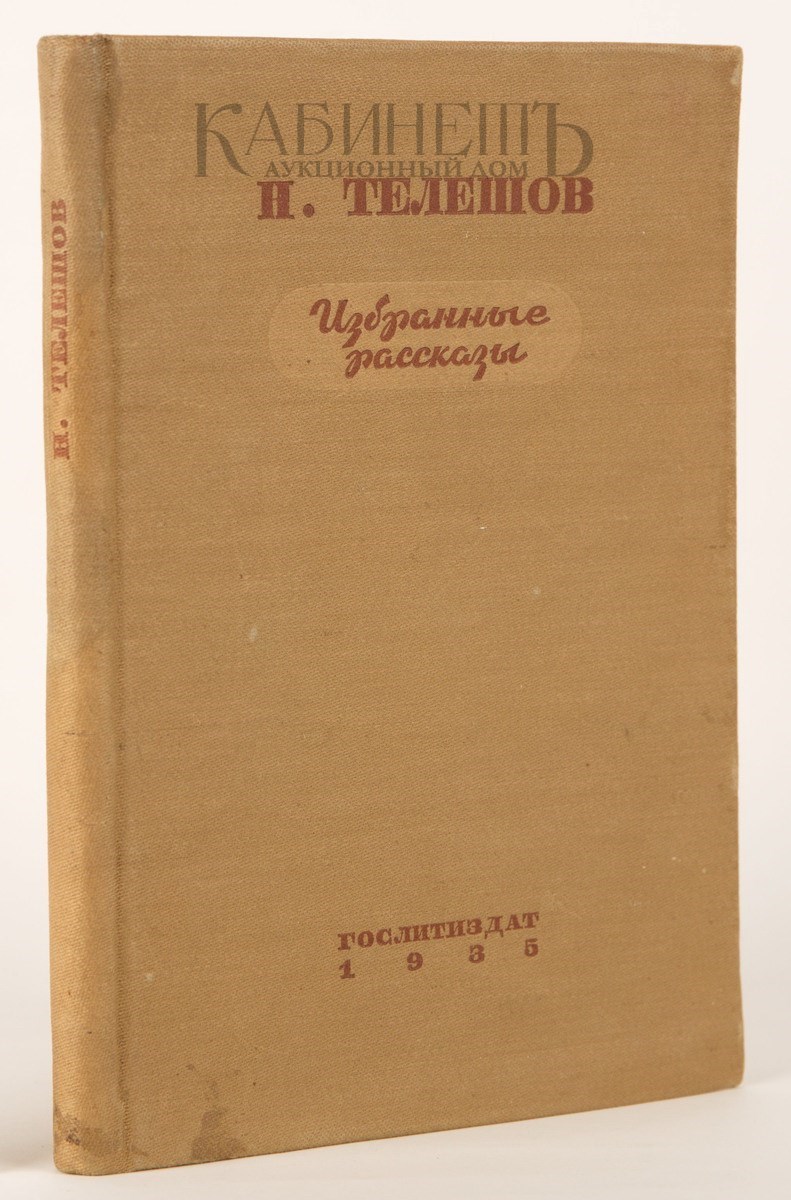 КАБИНЕТЪ
АУКЦИОННЫЙ ДОМ
Н. ТЕЛЕШОВ
Избранные
рассказы
ГОСЛИТИЗДАТ
1935
Н. ТЕЛЕШОВ